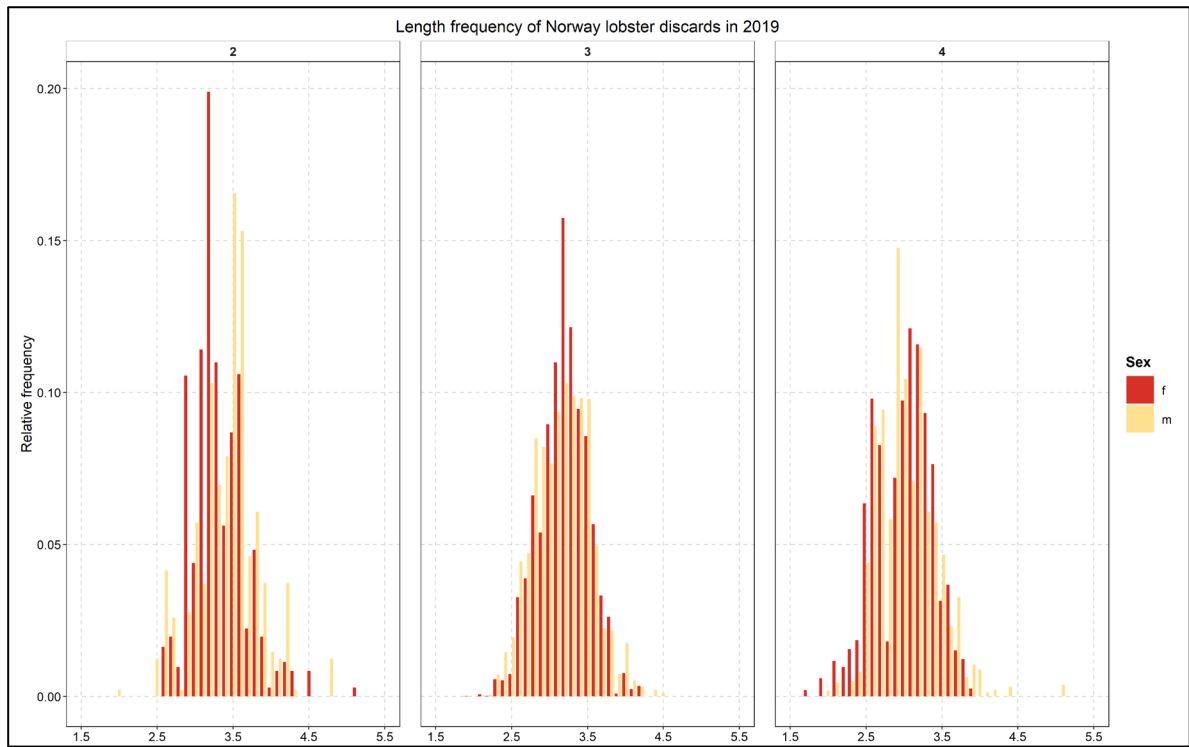 Length frequency of Norway lobster discards in 2019
2 3 4
0.20
0.15
0.10
0.05
0.00
Relative frequency
1.5 2.5 3.5 4.5 5.5 1.5 2.5 3.5 4.5 5.5 1.5 2.5 3.5 4.5 5.5
Sex
f
m